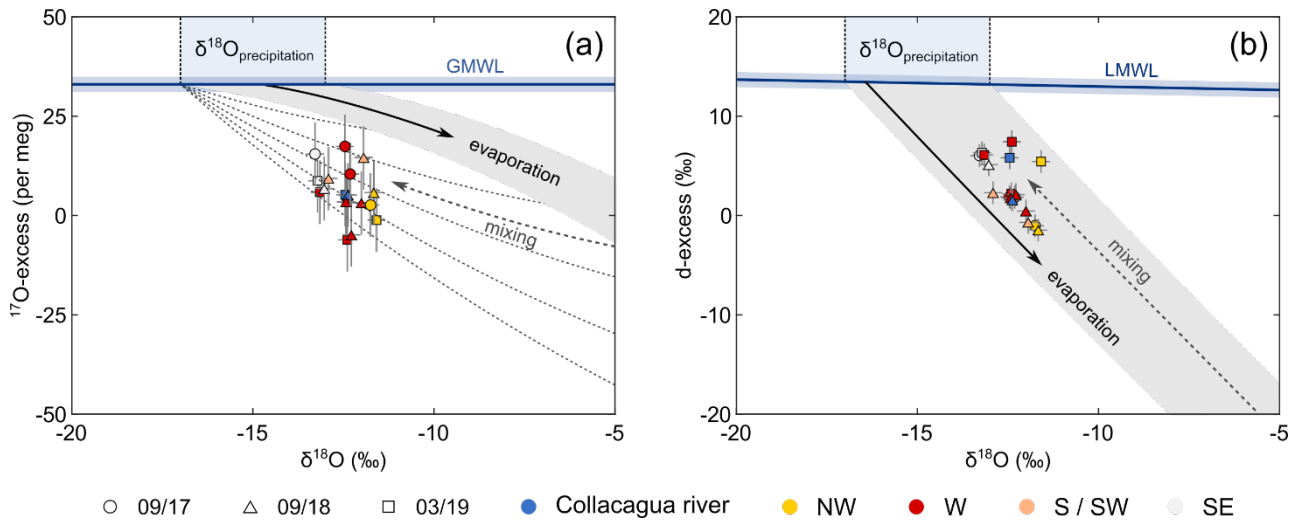 (a)
δ18Oprecipitation
GMWL
evaporation
mixing
50
25
0
-25
-50
-20
-15
-10
-5
17O-excess (per meg)
δ18O (‰)
(b)
δ18Oprecipitation
LMWL
evaporation
mixing
20
10
0
-10
-20
-20
-15
-10
-5
d-excess (‰)
δ18O (‰)
09/17
09/18
03/19
Collacagua river
NW
W
S / SW
SE